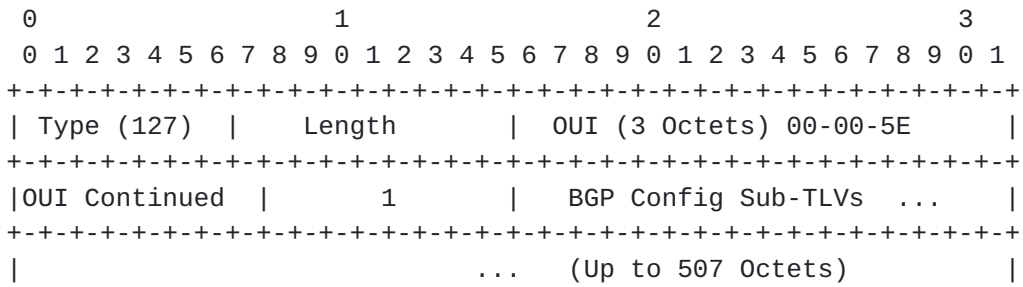 0                   1                   2                   3
 0 1 2 3 4 5 6 7 8 9 0 1 2 3 4 5 6 7 8 9 0 1 2 3 4 5 6 7 8 9 0 1
+-+-+-+-+-+-+-+-+-+-+-+-+-+-+-+-+-+-+-+-+-+-+-+-+-+-+-+-+-+-+-+-+
| Type (127)  |    Length       |  OUI (3 Octets) 00-00-5E      |
+-+-+-+-+-+-+-+-+-+-+-+-+-+-+-+-+-+-+-+-+-+-+-+-+-+-+-+-+-+-+-+-+
|OUI Continued  |       1       |   BGP Config Sub-TLVs  ...    |
+-+-+-+-+-+-+-+-+-+-+-+-+-+-+-+-+-+-+-+-+-+-+-+-+-+-+-+-+-+-+-+-+
|                             ...   (Up to 507 Octets)          |